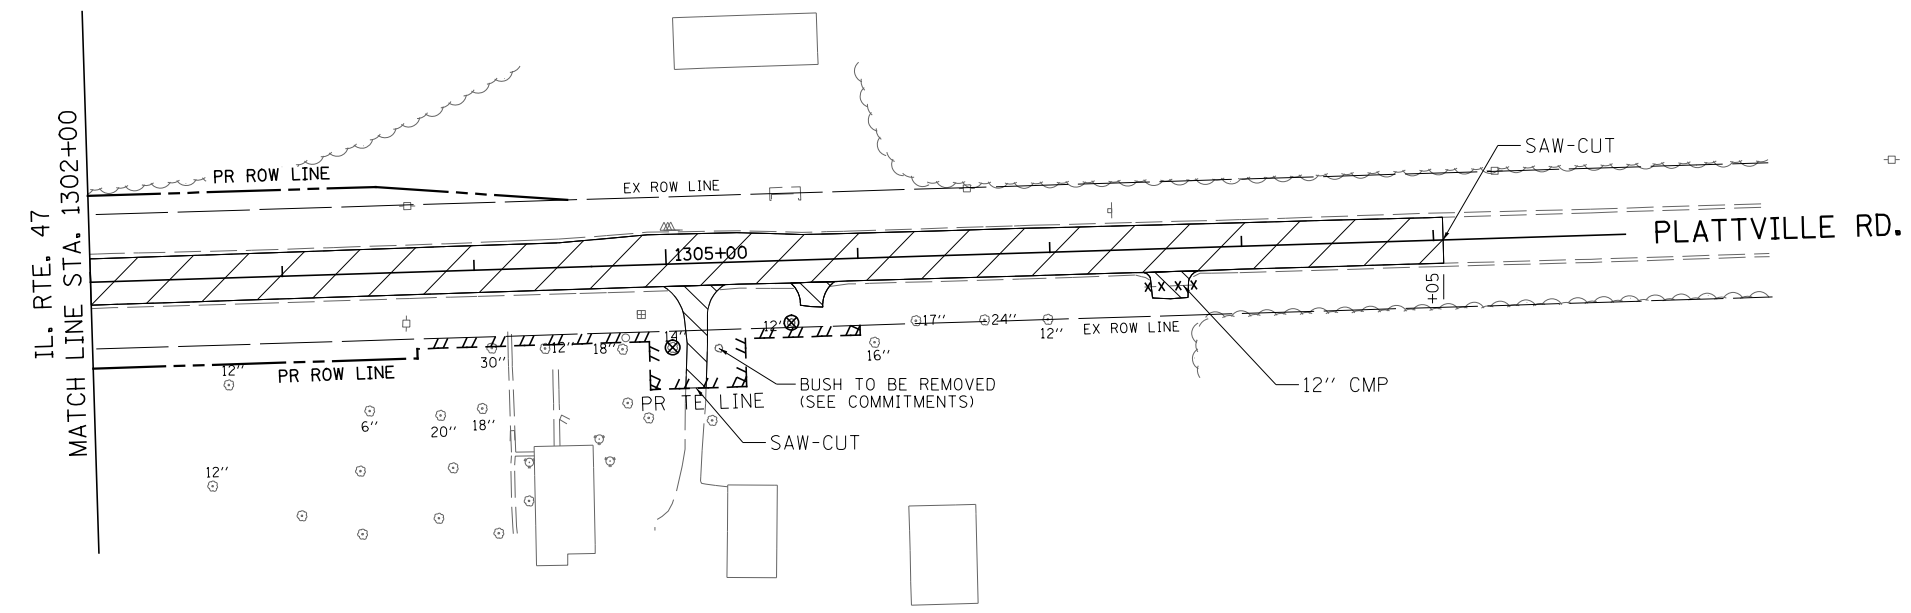 IL. RTE. 47
MATCH LINE STA. 1302+00
PR ROW LINE
EX ROW LINE
SAW-CUT
PLATTVILLE RD.
1305+00
+05
12''
14''
17''
24''
12''
EX ROW LINE
12''
18''
30''
16''
12''
PR ROW LINE
6''
20''
18''
12''
BUSH TO BE REMOVED
(SEE COMMITMENTS)
PR TE LINE
SAW-CUT
12'' CMP
X X X X